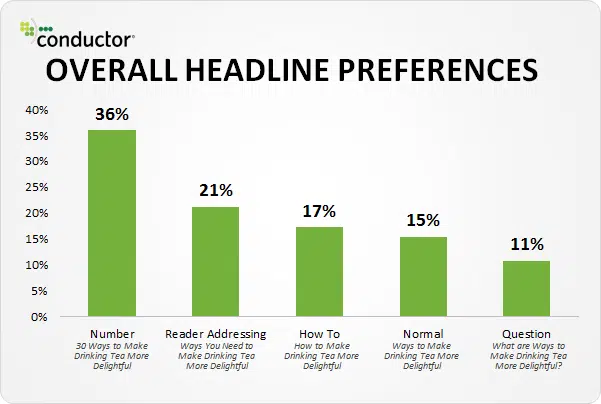 conductor®
OVERALL HEADLINE PREFERENCES
40%
35%
30%
25%
20%
15%
10%
5%
0%
36%
21%
17%
15%
11%
Number
30 Ways to Make
Drinking Tea More
Delightful
Reader Addressing
Ways You Need to
Make Drinking Tea
More Delightful
How To
How to Make
Drinking Tea More
Delightful
Normal
Ways to Make
Drinking Tea More
Delightful
Question
What are Ways to
Make Drinking Tea
More Delightful?